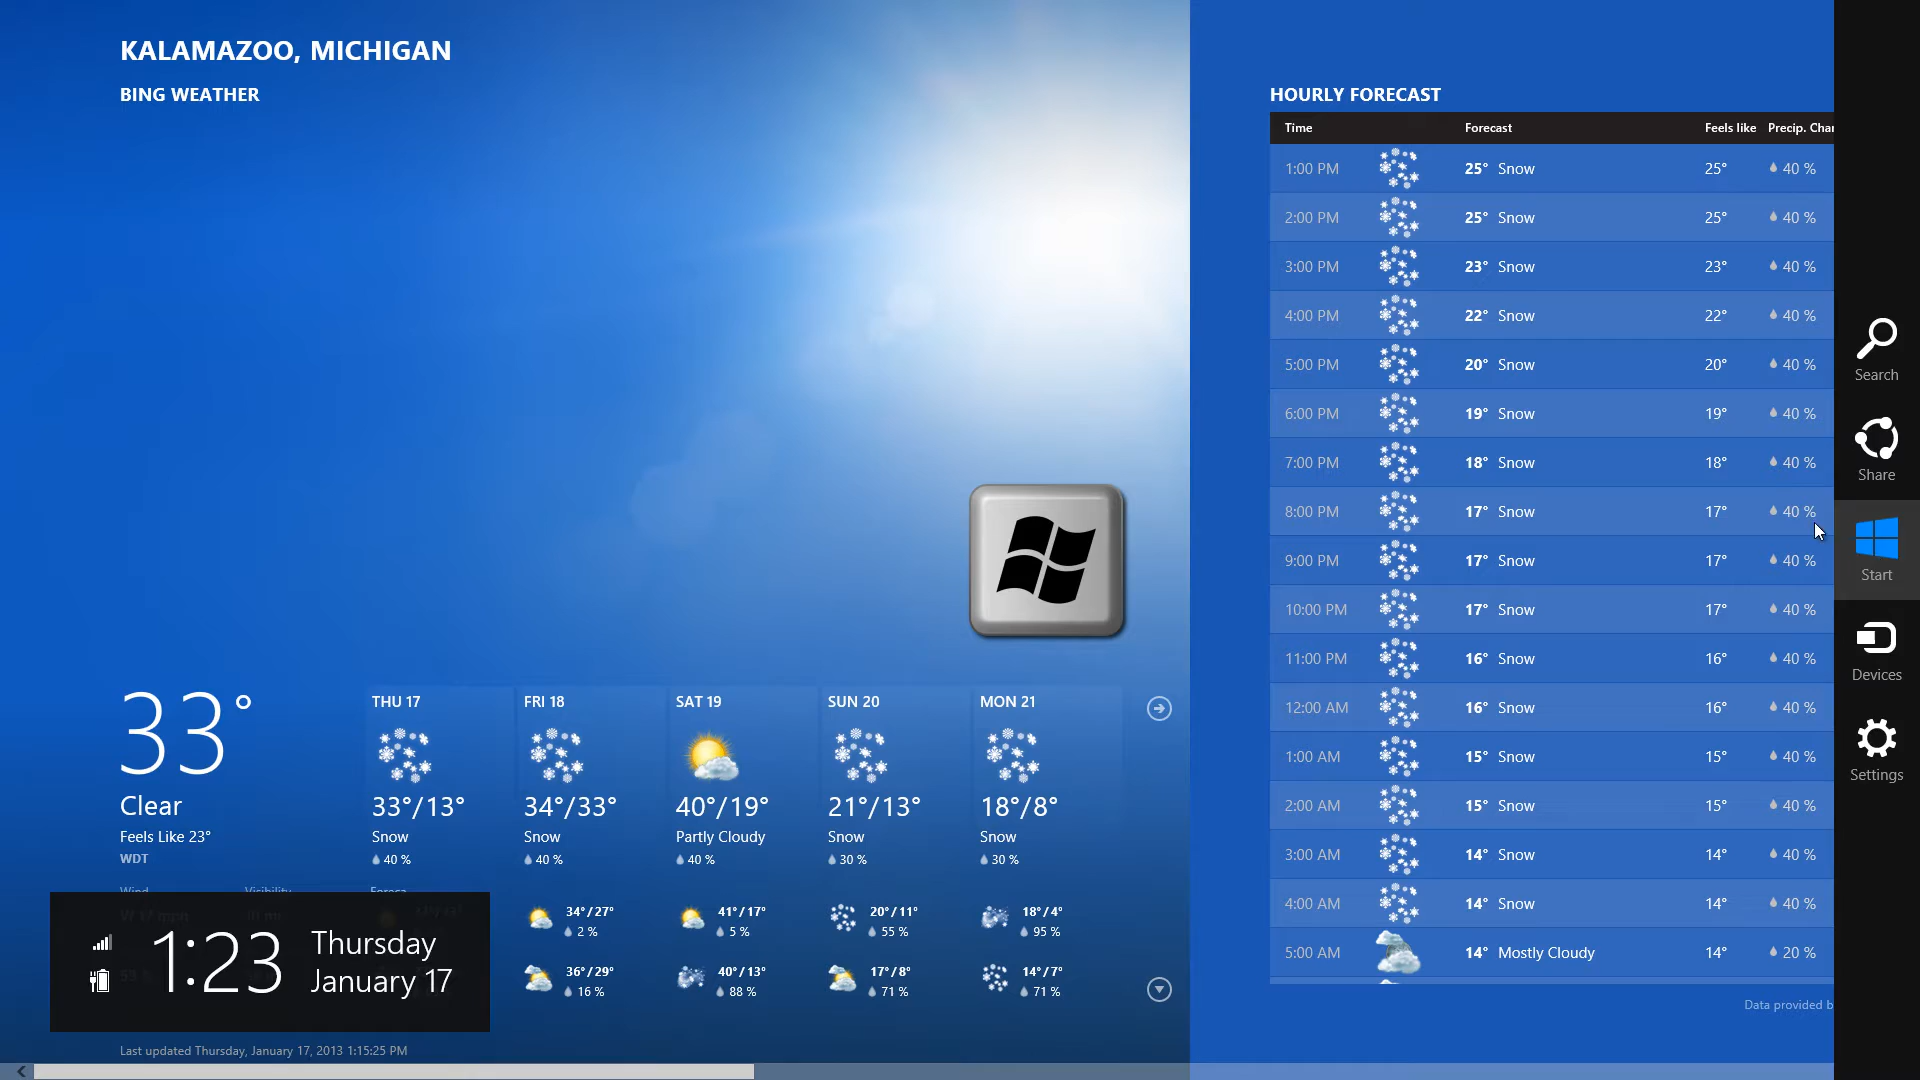 KALAMAZOO, MICHIGAN
BING WEATHER
33°
Clear
Feels Like 23°
WDT
Wind
Visibility
THU 17
33°/13°
Snow
40 %
FRI 18
34°/33°
Snow
40 %
SAT 19
40°/19°
Partly Cloudy
40 %
SUN 20
21°/13°
Snow
30 %
MON 21
18°/8°
Snow
30 %
34°/27°
2 %
41°/17°
5 %
20°/11°
55 %
18°/4°
95 %
36°/29°
16 %
40°/13°
88 %
17°/8°
71 %
14°/7°
71 %
1:23
Thursday
January 17
Last updated Thursday, January 17, 2013 1:15:25 PM
HOURLY FORECAST
Time Forecast Feels like Precip. Chan
1:00 PM 25° Snow 25° 40 %
2:00 PM 25° Snow 25° 40 %
3:00 PM 23° Snow 23° 40 %
4:00 PM 22° Snow 22° 40 %
5:00 PM 20° Snow 20° 40 %
6:00 PM 19° Snow 19° 40 %
7:00 PM 18° Snow 18° 40 %
8:00 PM 17° Snow 17° 40 %
9:00 PM 17° Snow 17° 40 %
10:00 PM 17° Snow 17° 40 %
11:00 PM 16° Snow 16° 40 %
12:00 AM 16° Snow 16° 40 %
1:00 AM 15° Snow 15° 40 %
2:00 AM 15° Snow 15° 40 %
3:00 AM 14° Snow 14° 40 %
4:00 AM 14° Snow 14° 40 %
5:00 AM 14° Mostly Cloudy 14° 20 %
Data provided b
Search
Share
Start
Devices
Settings